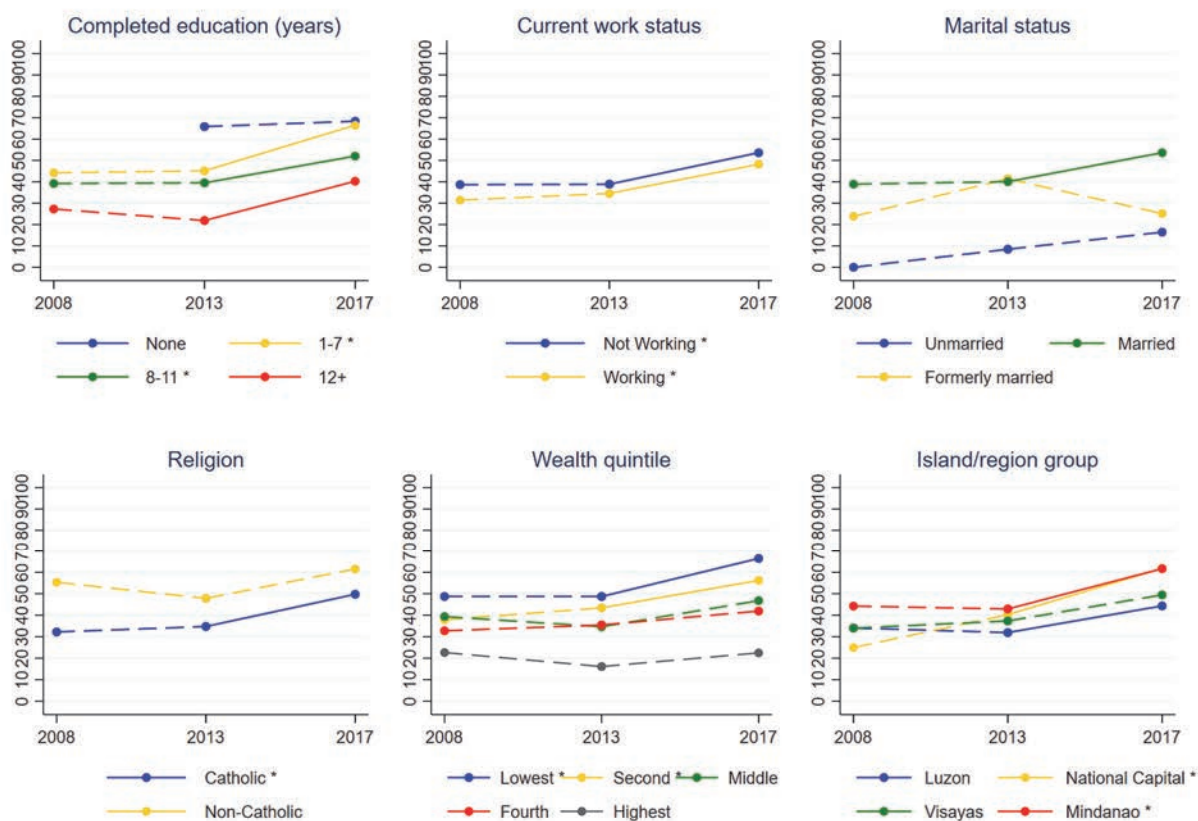 Completed education (years)
0 10 20 30 40 50 60 70 80 90 100
2008 2013 2017
None 1-7 *
8-11 * 12+
Current work status
0 10 20 30 40 50 60 70 80 90 100
2008 2013 2017
Not Working *
Working *
Marital status
0 10 20 30 40 50 60 70 80 90 100
2008 2013 2017
Unmarried Married
Formerly married
Religion
0 10 20 30 40 50 60 70 80 90 100
2008 2013 2017
Catholic *
Non-Catholic
Wealth quintile
0 10 20 30 40 50 60 70 80 90 100
2008 2013 2017
Lowest * Second * Middle
Fourth Highest
Island/region group
0 10 20 30 40 50 60 70 80 90 100
2008 2013 2017
Luzon National Capital *
Visayas Mindanao *